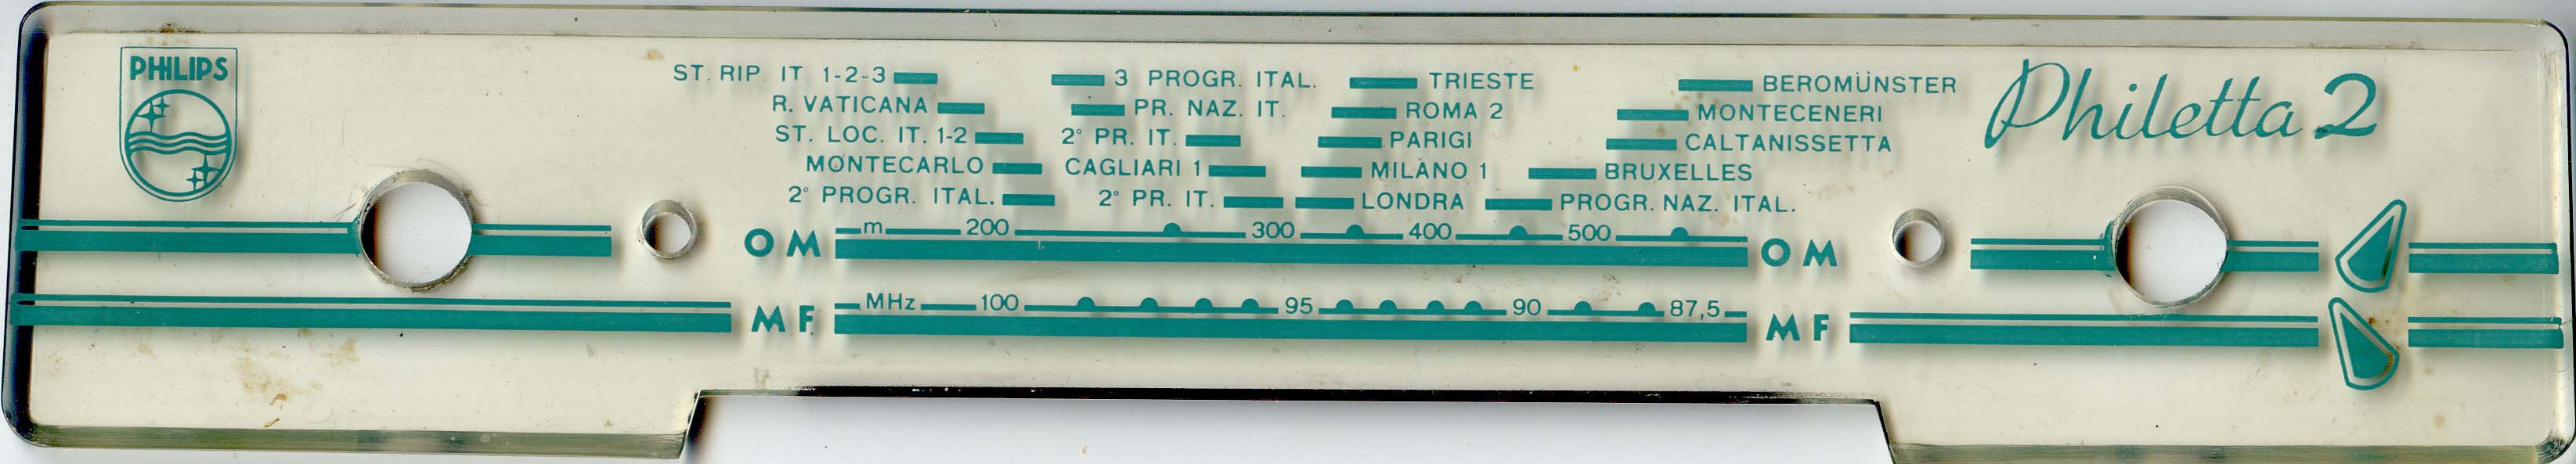 PHILIPS
ST. RIP. IT 1-2-3
R. VATICANA
ST. LOC. IT. 1-2
MONTECARLO
2° PROGR. ITAL.
3 PROGR. ITAL.
PR. NAZ. IT.
2° PR. IT.
CAGLIARI 1
2° PR. IT.
TRIESTE
ROMA 2
PARIGI
MILANO 1
LONDRA
BEROMÜNSTER
MONTECENERI
CALTANISSETTA
BRUXELLES
PROGR. NAZ. ITAL.
Philetta 2
OM m 200 300 400 500 OM
MF MHz 100 95 90 87,5 MF